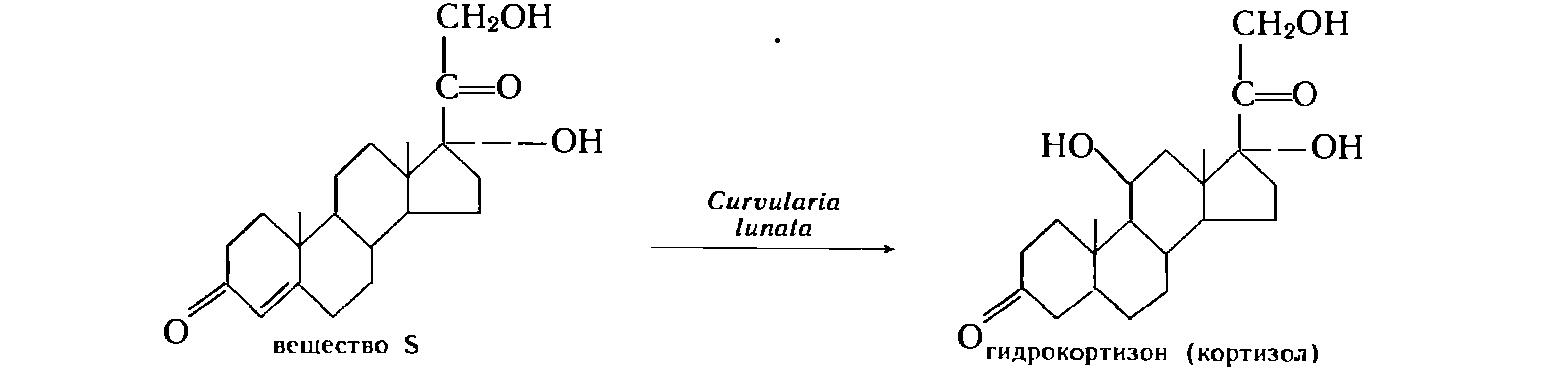 CH₂OH
C=O
OH
O
вещество S
Curvularia
lunata
CH₂OH
C=O
HO
OH
O
гидрокортизон (кортизол)